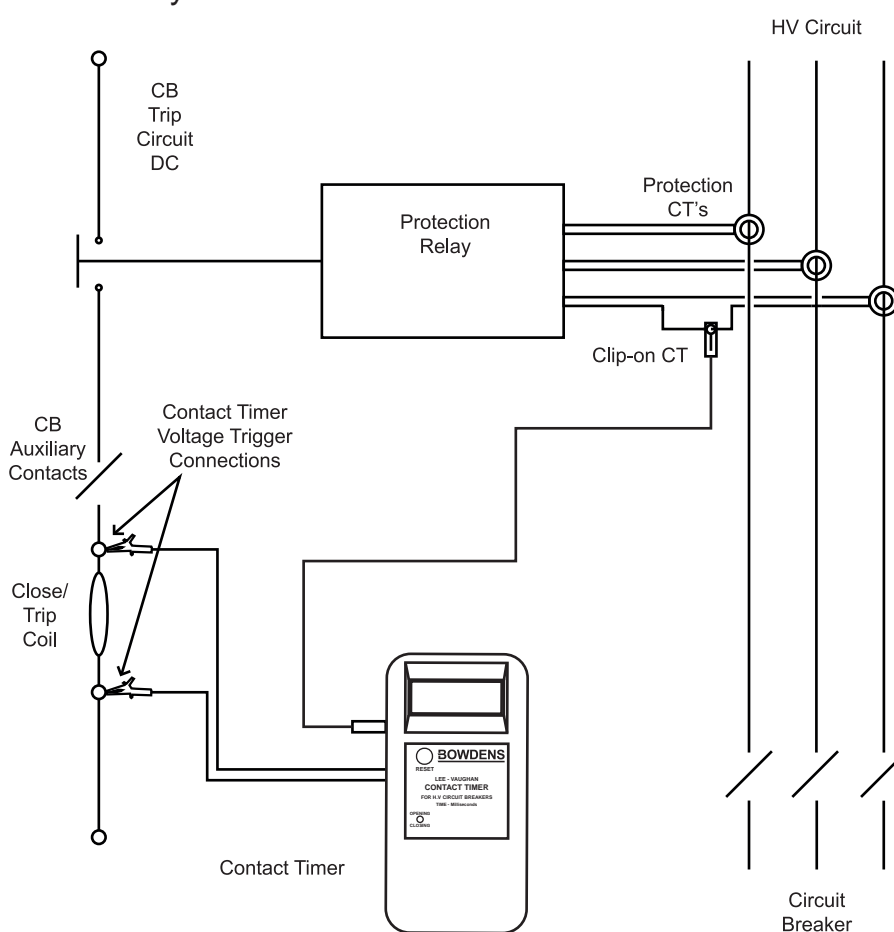 HV Circuit
CB
Trip
Circuit
DC
Protection
Relay
Protection
CT's
Clip-on CT
Contact Timer
Voltage Trigger
Connections
CB
Auxiliary
Contacts
Close/
Trip
Coil
BOWDENS
RESET
LEE - VAUGHAN
CONTACT TIMER
FOR H.V CIRCUIT BREAKERS
TIME - Milliseconds
OPENING
CLOSING
Contact Timer
Circuit
Breaker